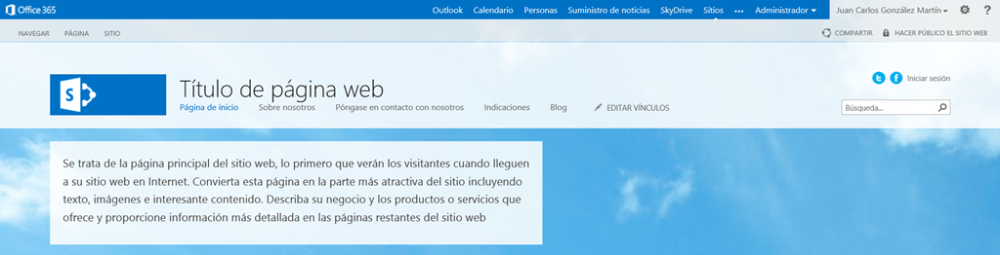 Office 365 Outlook Calendario Personas Suministro de noticias SkyDrive Sitios ••• Administrador Juan Carlos González Martín ?
NAVEGAR PÁGINA SITIO COMPARTIR HACER PÚBLICO EL SITIO WEB
S Título de página web Iniciar sesión
Página de inicio Sobre nosotros Póngase en contacto con nosotros Indicaciones Blog EDITAR VÍNCULOS Búsqueda...
Se trata de la página principal del sitio web, lo primero que verán los visitantes cuando lleguen
a su sitio web en Internet. Convierta esta página en la parte más atractiva del sitio incluyendo
texto, imágenes e interesante contenido. Describa su negocio y los productos o servicios que
ofrece y proporcione información más detallada en las páginas restantes del sitio web